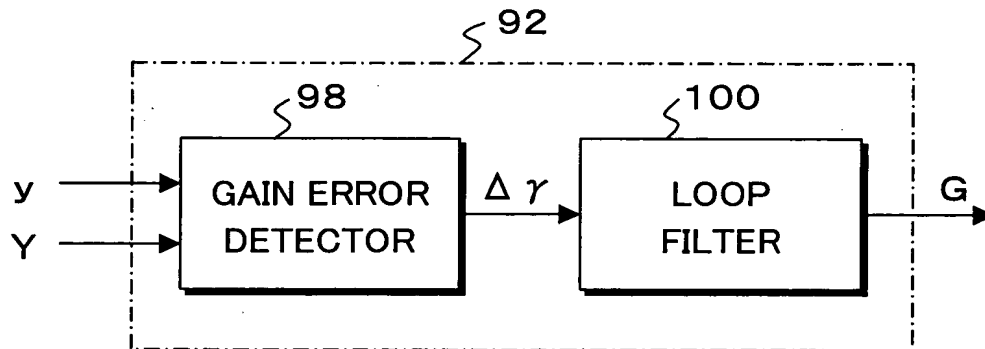 92
98
100
y
Y
GAIN ERROR
DETECTOR
Δγ
LOOP
FILTER
G